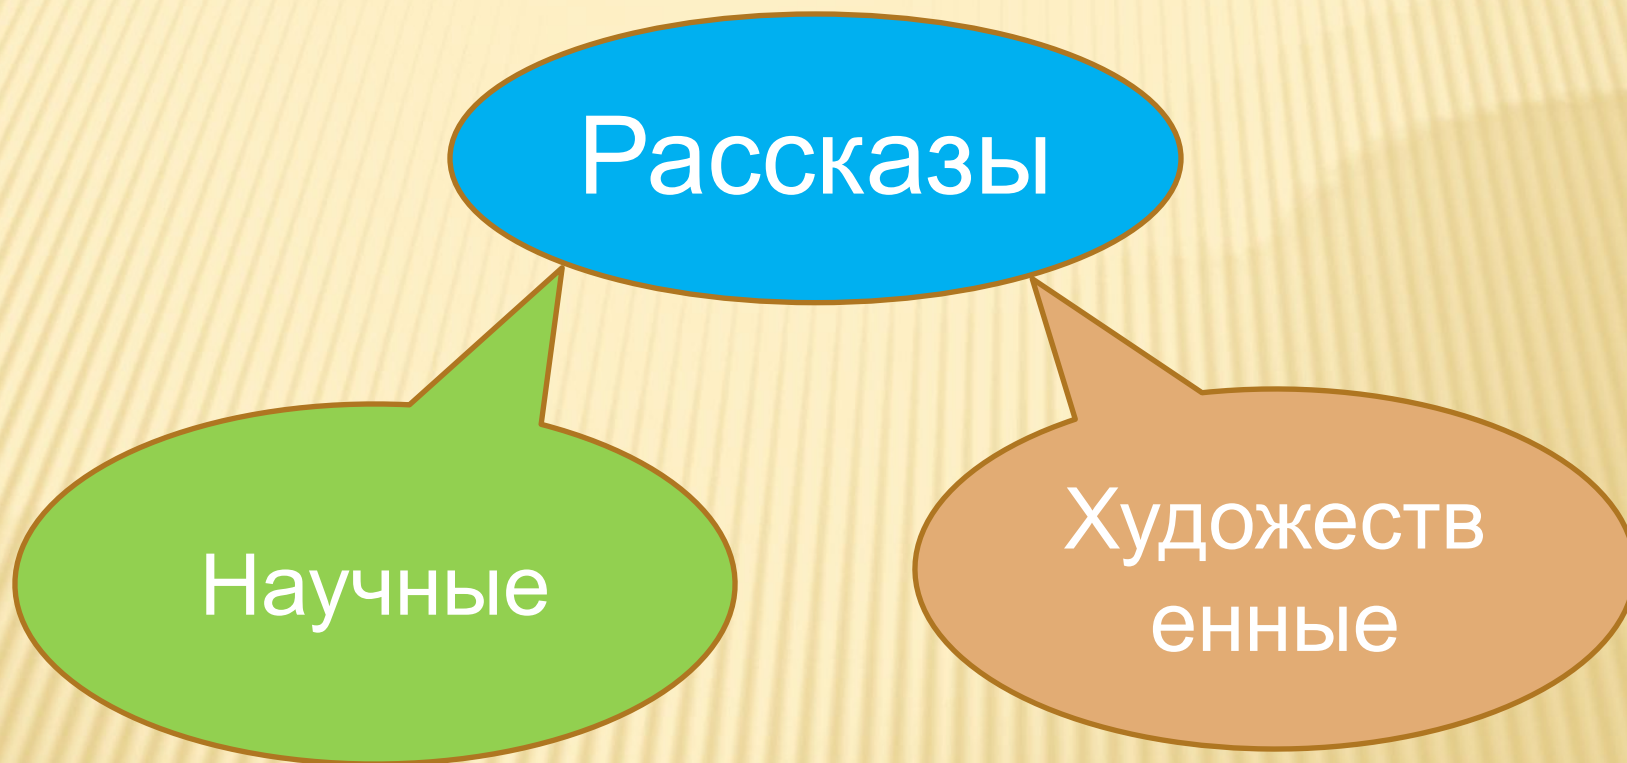 Рассказы
Научные
Художеств
енные